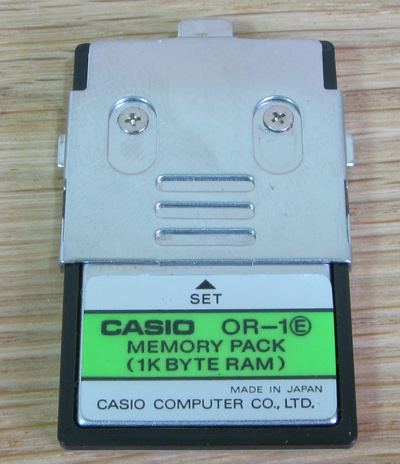 SET
CASIO OR-1Ⓔ
MEMORY PACK
(1K BYTE RAM)
MADE IN JAPAN
CASIO COMPUTER CO., LTD.